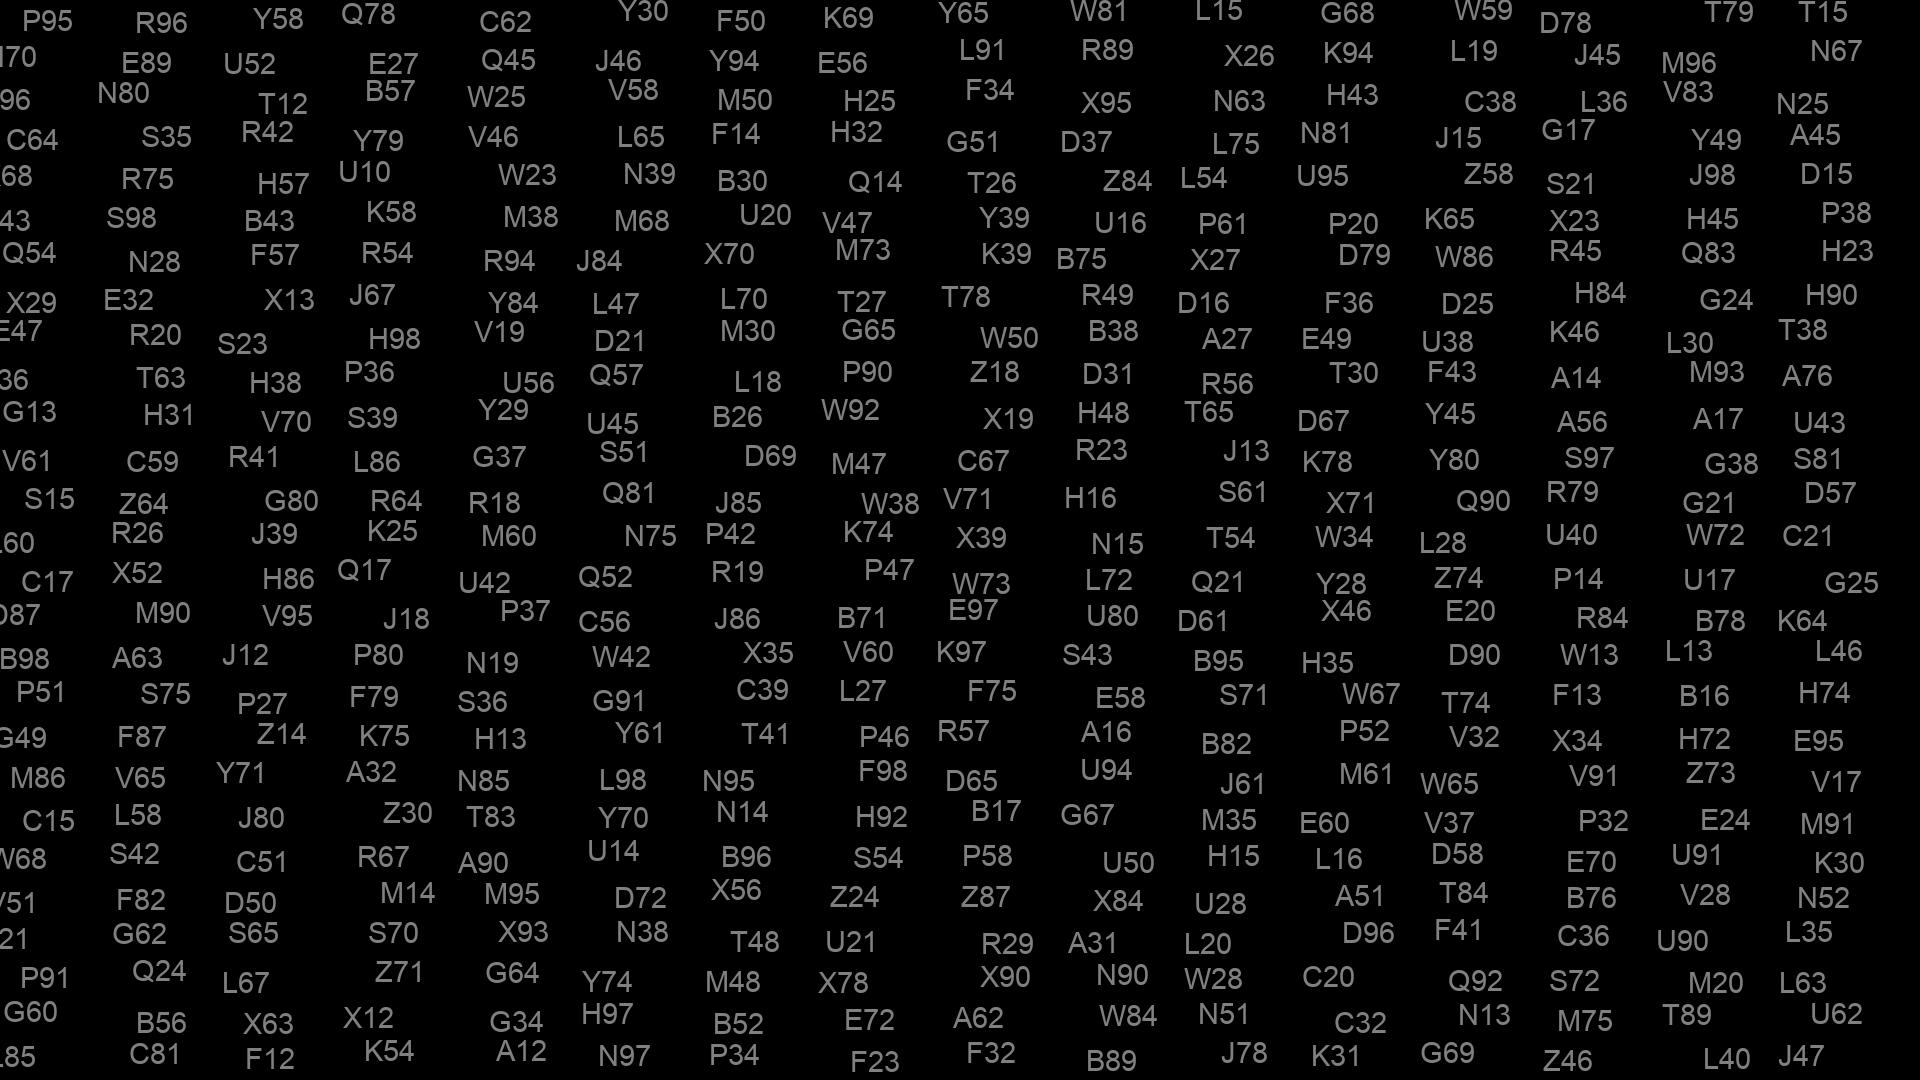 P95 R96 Y58 Q78 C62 Y30 F50 K69 Y65 W81 L15 G68 W59 D78 T79 T15
E89 U52 E27 Q45 J46 Y94 E56 L91 R89 X26 K94 L19 J45 M96 N67
N80 T12 B57 W25 V58 M50 H25 F34 X95 N63 H43 C38 L36 V83 N25
C64 S35 R42 Y79 V46 L65 F14 H32 G51 D37 L75 N81 J15 G17 Y49 A45
R75 H57 U10 W23 N39 B30 Q14 T26 Z84 L54 U95 Z58 S21 J98 D15
S98 B43 K58 M38 M68 U20 V47 Y39 U16 P61 P20 K65 X23 H45 P38
Q54 N28 F57 R54 R94 J84 X70 M73 K39 B75 X27 D79 W86 R45 Q83 H23
X29 E32 X13 J67 Y84 L47 L70 T27 T78 R49 D16 F36 D25 H84 G24 H90
E47 R20 S23 H98 V19 D21 M30 G65 W50 B38 A27 E49 U38 K46 L30 T38
T63 H38 P36 U56 Q57 L18 P90 Z18 D31 R56 T30 F43 A14 M93 A76
G13 H31 V70 S39 Y29 U45 B26 W92 X19 H48 T65 D67 Y45 A56 A17 U43
V61 C59 R41 L86 G37 S51 D69 M47 C67 R23 J13 K78 Y80 S97 G38 S81
S15 Z64 G80 R64 R18 Q81 J85 W38 V71 H16 S61 X71 Q90 R79 G21 D57
R26 J39 K25 M60 N75 P42 K74 X39 N15 T54 W34 L28 U40 W72 C21
C17 X52 H86 Q17 U42 Q52 R19 P47 W73 L72 Q21 Y28 Z74 P14 U17 G25
D87 M90 V95 J18 P37 C56 J86 B71 E97 U80 D61 X46 E20 R84 B78 K64
B98 A63 J12 P80 N19 W42 X35 V60 K97 S43 B95 H35 D90 W13 L13 L46
P51 S75 P27 F79 S36 G91 C39 L27 F75 E58 S71 W67 T74 F13 B16 H74
G49 F87 Z14 K75 H13 Y61 T41 P46 R57 A16 B82 P52 V32 X34 H72 E95
M86 V65 Y71 A32 N85 L98 N95 F98 D65 U94 J61 M61 W65 V91 Z73 V17
C15 L58 J80 Z30 T83 Y70 N14 H92 B17 G67 M35 E60 V37 P32 E24 M91
W68 S42 C51 R67 A90 U14 B96 S54 P58 U50 H15 L16 D58 E70 U91 K30
V51 F82 D50 M14 M95 D72 X56 Z24 Z87 X84 U28 A51 T84 B76 V28 N52
G62 S65 S70 X93 N38 T48 U21 R29 A31 L20 D96 F41 C36 U90 L35
P91 Q24 L67 Z71 G64 Y74 M48 X78 X90 N90 W28 C20 Q92 S72 M20 L63
G60 B56 X63 X12 G34 H97 B52 E72 A62 W84 N51 C32 N13 M75 T89 U62
C81 F12 K54 A12 N97 P34 F23 F32 B89 J78 K31 G69 Z46 L40 J47